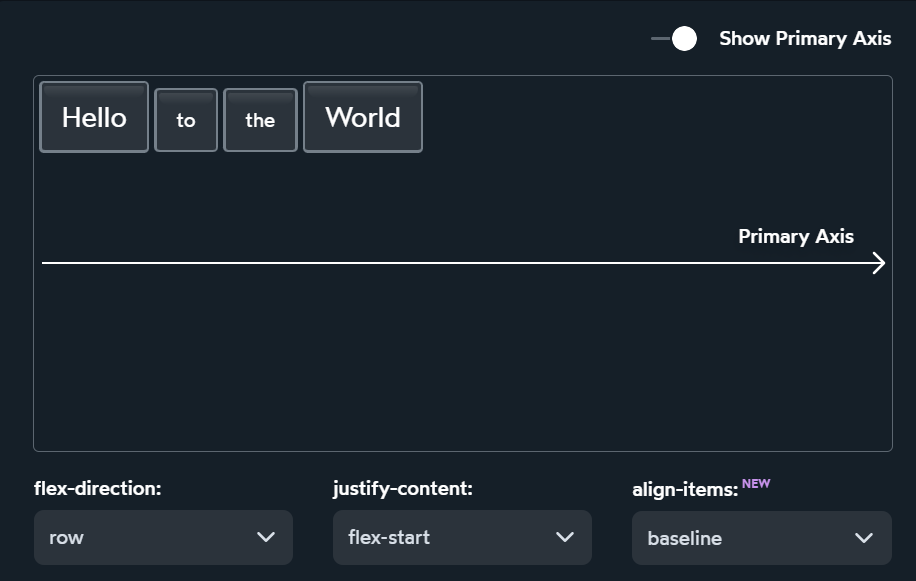 Show Primary Axis
Hello to the World
Primary Axis
flex-direction: justify-content: align-items: NEW
row flex-start baseline